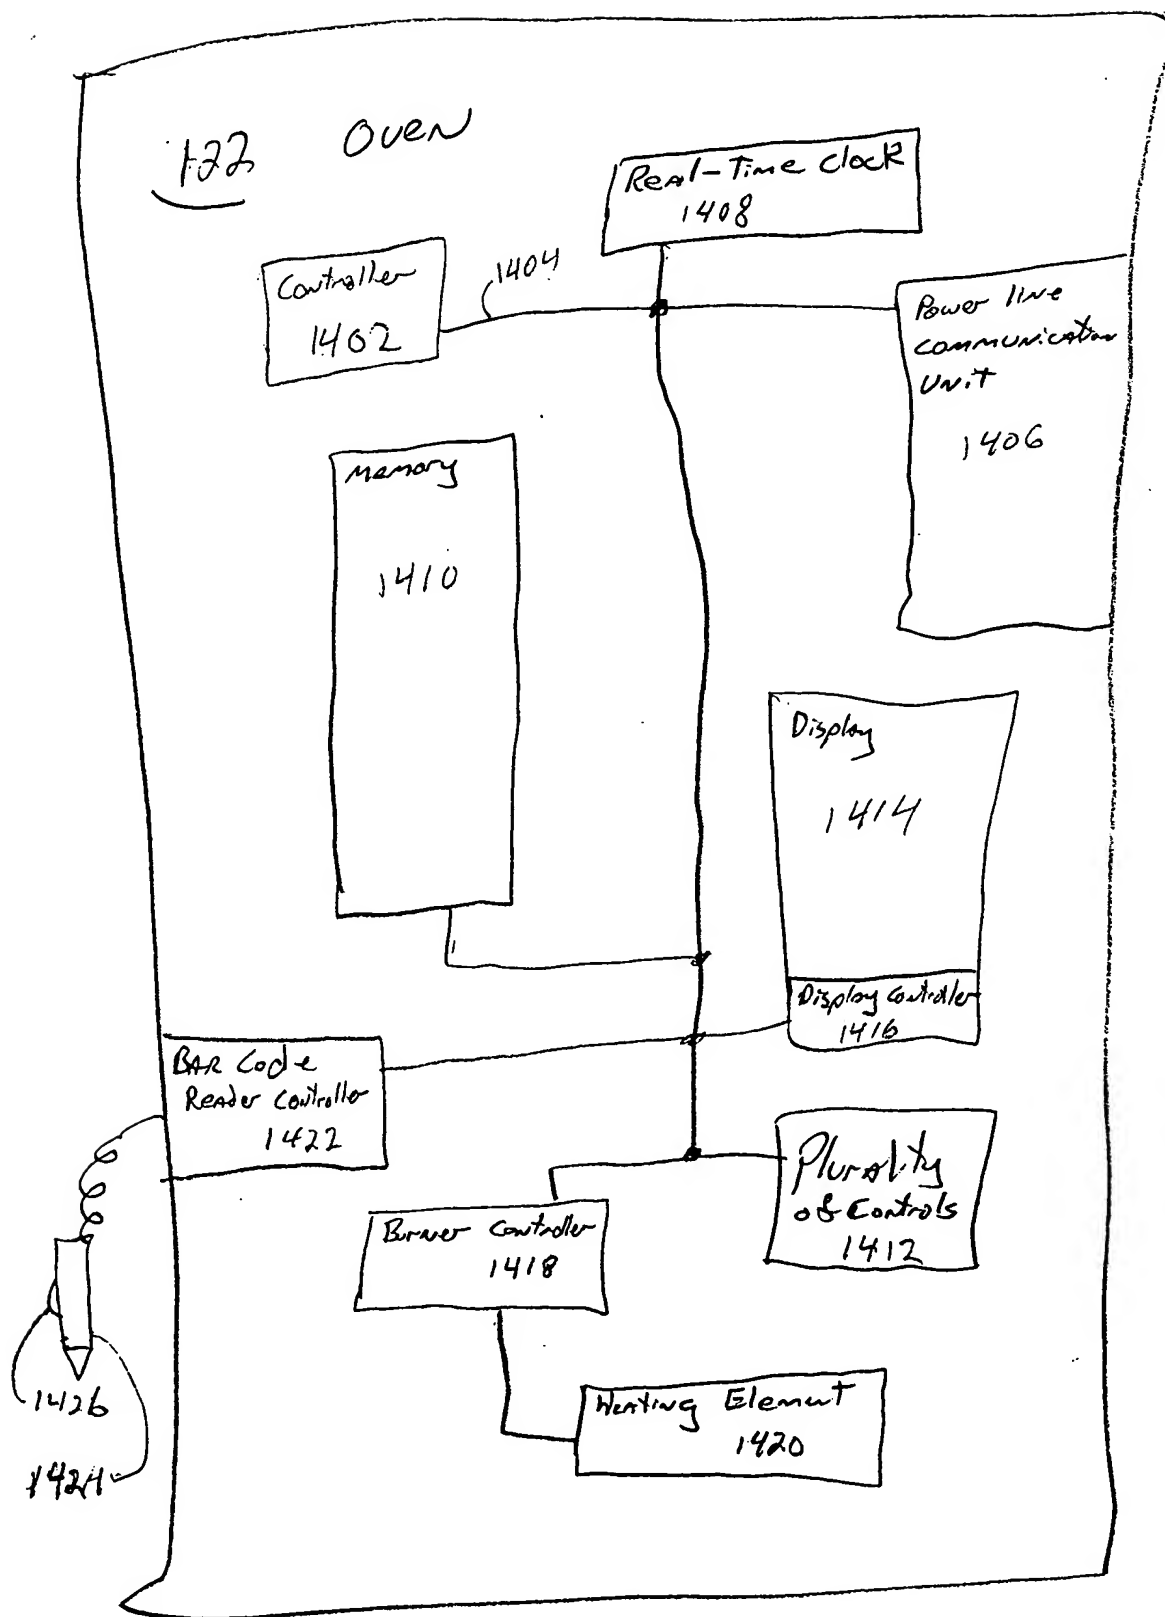 122 OVEN
Real-Time Clock
1408
Controller
1402
1404
Power line
communication
Unit
1406
Memory
1410
Display
1414
Display Controller
1416
BAR Code
Reader Controller
1422
Plurality
of Controls
1412
Burner Controller
1418
1426
1424
Heating Element
1420